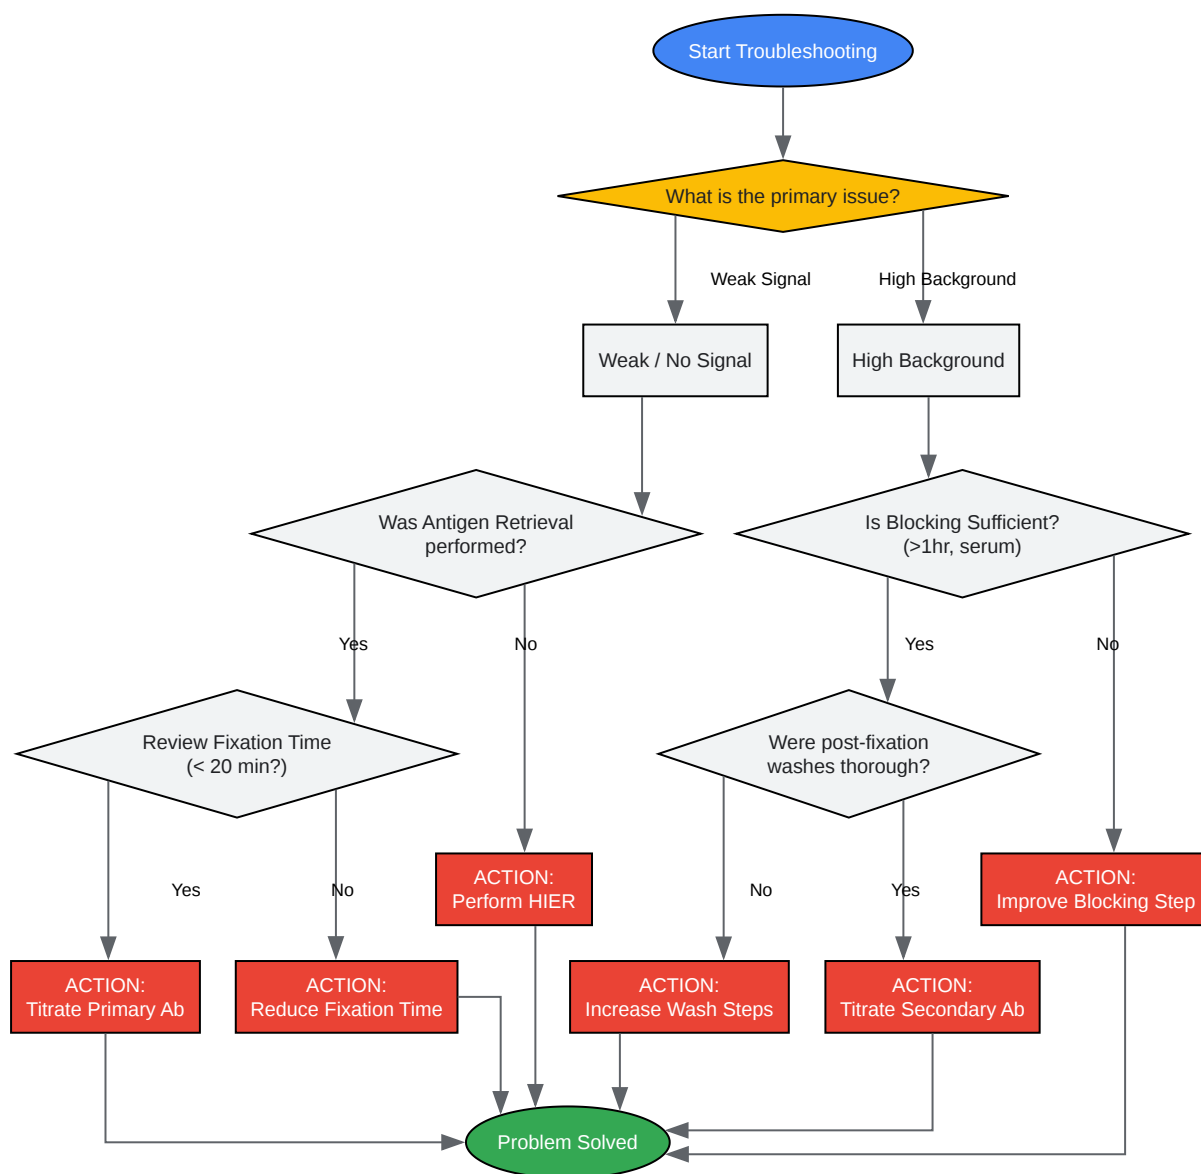 Start Troubleshooting
What is the primary issue?
Weak Signal
High Background
Weak / No Signal
High Background
Was Antigen Retrieval
performed?
Is Blocking Sufficient?
(>1hr, serum)
Yes
No
Yes
No
Review Fixation Time
(< 20 min?)
Were post-fixation
washes thorough?
Yes
No
ACTION:
Perform HIER
No
Yes
ACTION:
Improve Blocking Step
ACTION:
Titrate Primary Ab
ACTION:
Reduce Fixation Time
ACTION:
Increase Wash Steps
ACTION:
Titrate Secondary Ab
Problem Solved